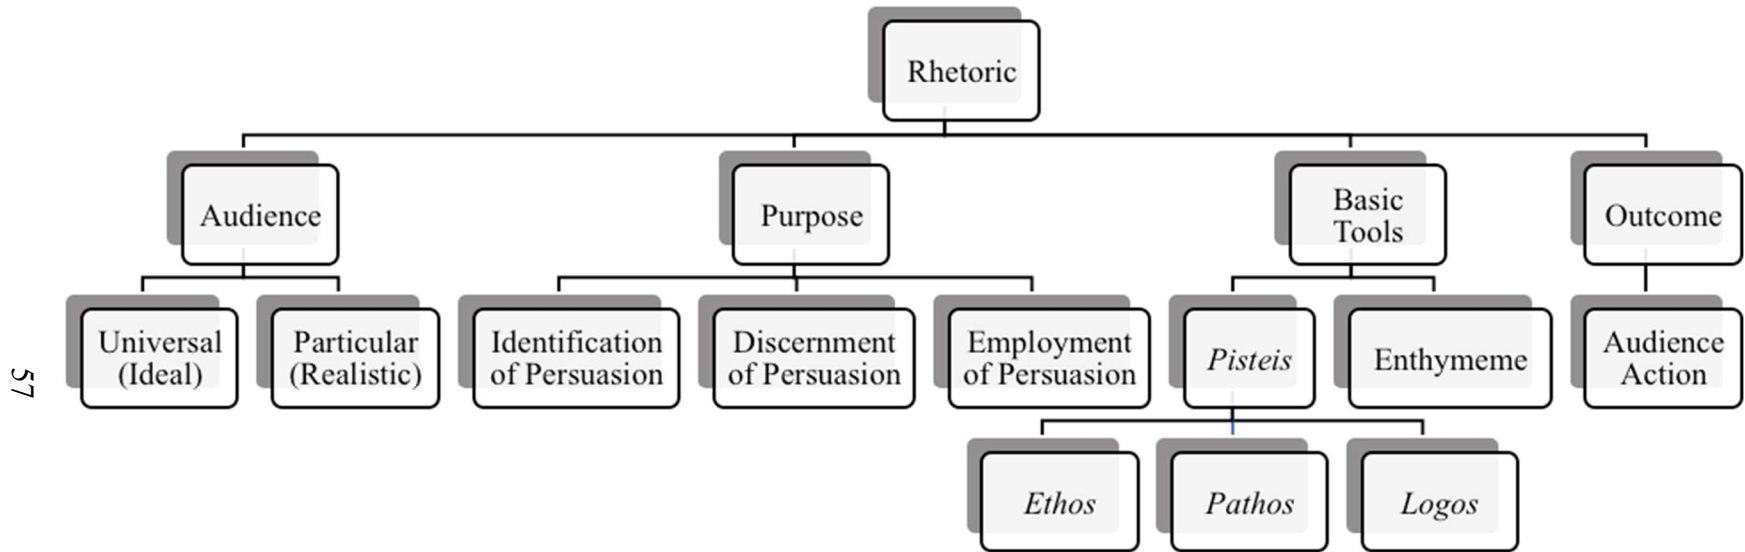 Rhetoric
Audience
Purpose
Basic
Tools
Outcome
Universal
(Ideal)
Particular
(Realistic)
Identification
of Persuasion
Discernment
of Persuasion
Employment
of Persuasion
Pisteis
Enthymeme
Audience
Action
Ethos
Pathos
Logos
57